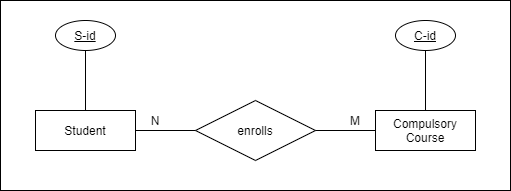 S-id
C-id
Student
N
enrolls
M
Compulsory
Course